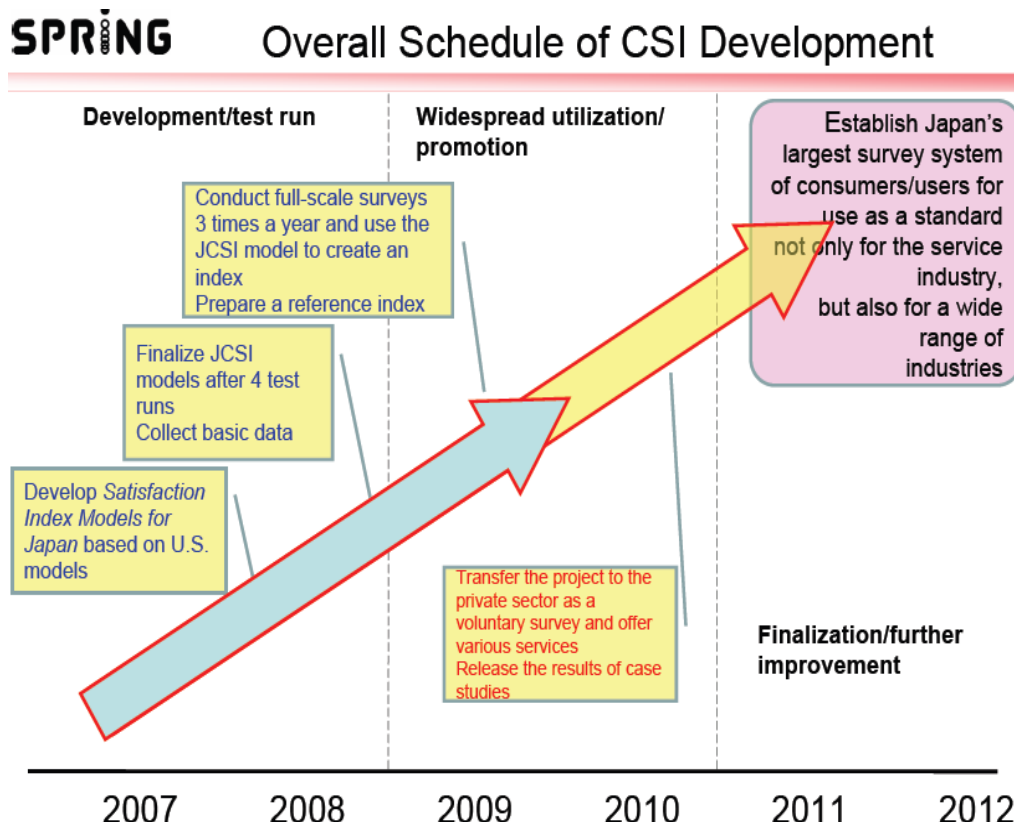 SPRiNG
Overall Schedule of CSI Development
Development/test run
Widespread utilization/
promotion
Establish Japan's
largest survey system
of consumers/users for
use as a standard
not only for the service
industry,
but also for a wide
range of
industries
Conduct full-scale surveys
3 times a year and use the
JCSI model to create an
index
Prepare a reference index
Finalize JCSI
models after 4 test
runs
Collect basic data
Develop Satisfaction
Index Models for
Japan based on U.S.
models
Transfer the project to the
private sector as a
voluntary survey and offer
various services
Release the results of case
studies
Finalization/further
improvement
2007 2008 2009 2010 2011 2012